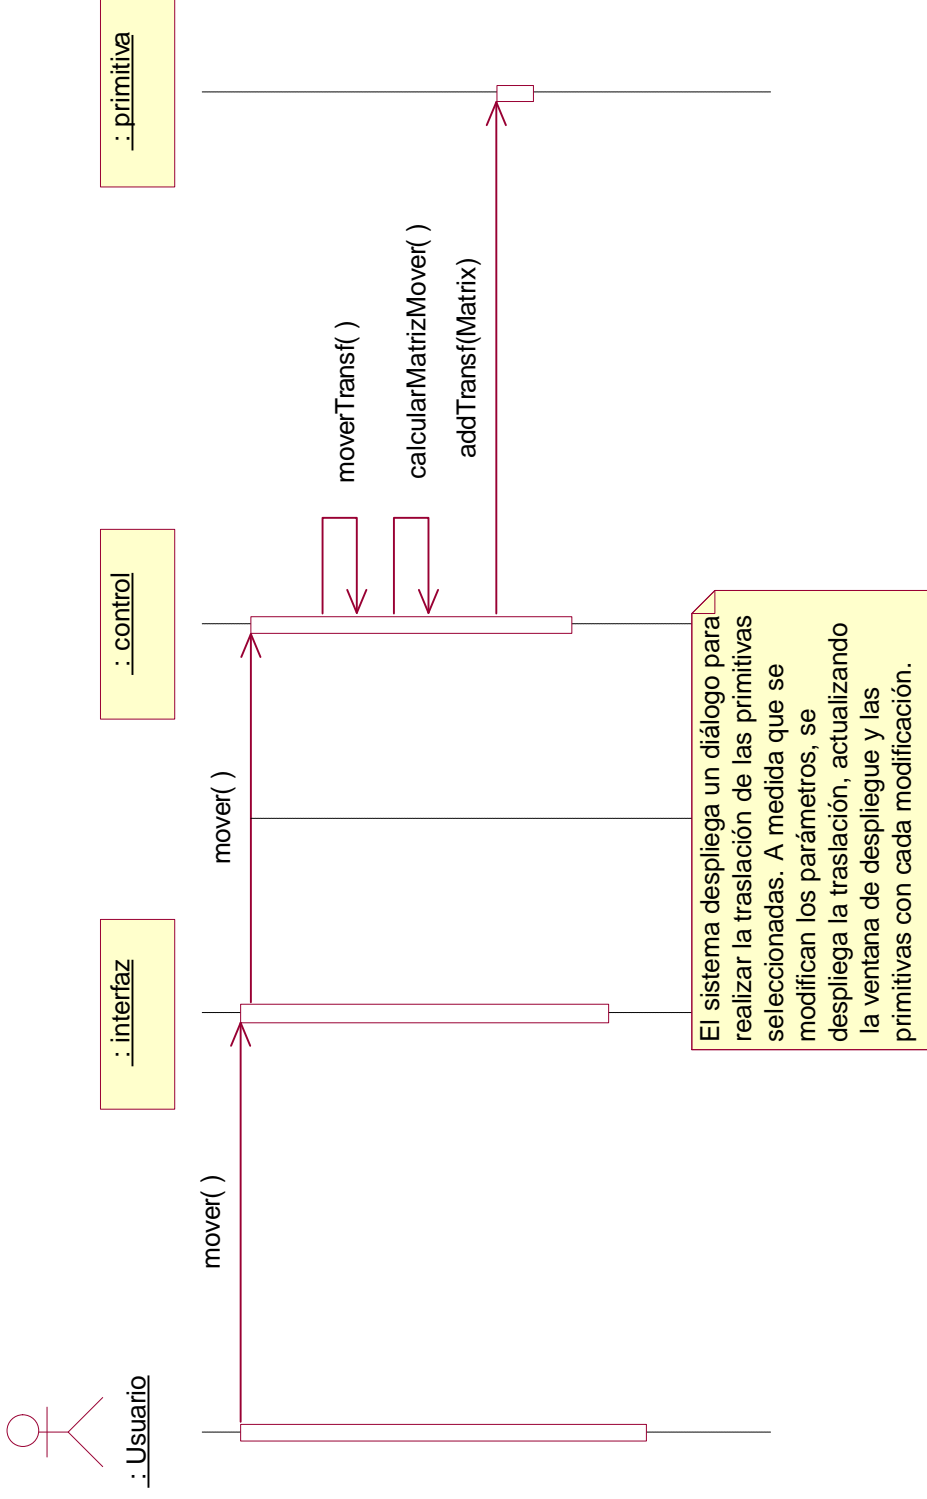 : Usuario
: interfaz
: control
: primitiva
mover( )
mover( )
moverTransf( )
calcularMatrizMover( )
addTransf(Matrix)
El sistema despliega un diálogo para
realizar la traslación de las primitivas
seleccionadas. A medida que se
modifican los parámetros, se
despliega la traslación, actualizando
la ventana de despliegue y las
primitivas con cada modificación.